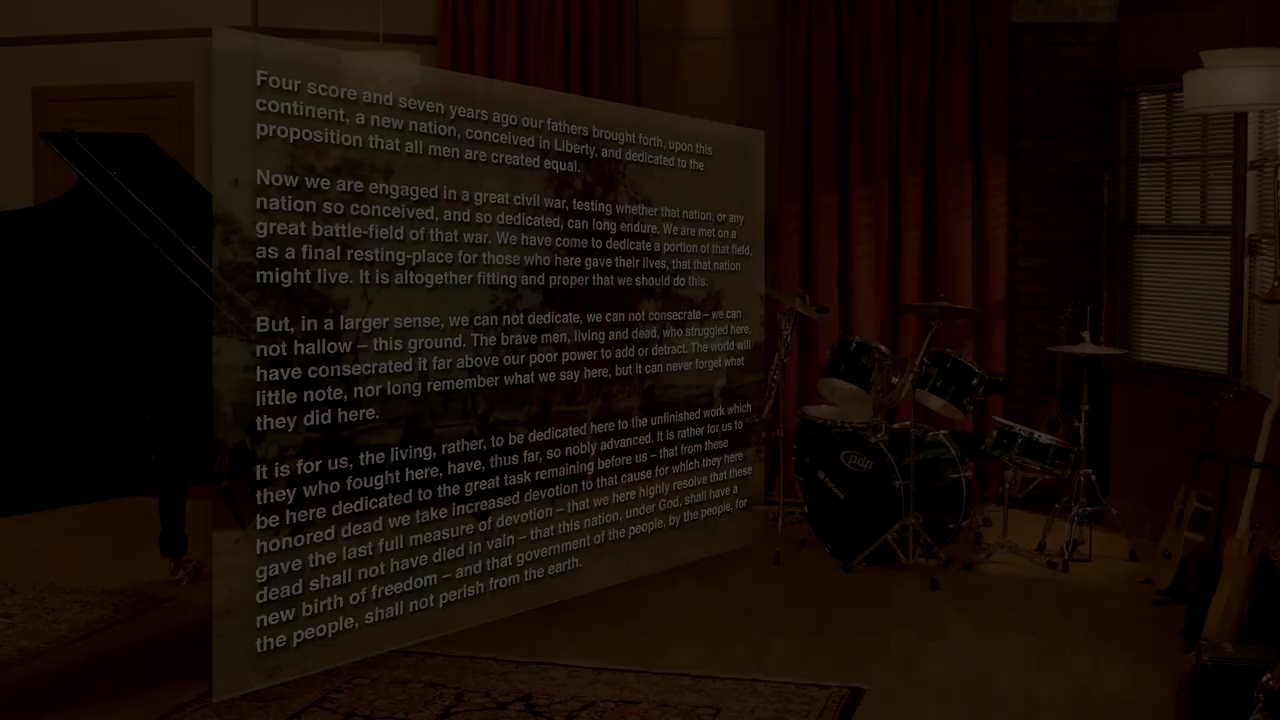 Four score and seven years ago our fathers brought forth, upon this
continent, a new nation, conceived in Liberty, and dedicated to the
proposition that all men are created equal.
Now we are engaged in a great civil war, testing whether that nation, or any
nation so conceived, and so dedicated, can long endure. We are met on a
great battle-field of that war. We have come to dedicate a portion of that field,
as a final resting-place for those who here gave their lives, that that nation
might live. It is altogether fitting and proper that we should do this.
But, in a larger sense, we can not dedicate, we can not consecrate – we can
not hallow – this ground. The brave men, living and dead, who struggled here,
have consecrated it far above our poor power to add or detract. The world will
little note, nor long remember what we say here, but it can never forget what
they did here.
It is for us, the living, rather, to be dedicated here to the unfinished work which
they who fought here, have, thus far, so nobly advanced. It is rather for us to
be here dedicated to the great task remaining before us – that from these
honored dead we take increased devotion to that cause for which they here
gave the last full measure of devotion – that we here highly resolve that these
dead shall not have died in vain – that this nation, under God, shall have a
new birth of freedom – and that government of the people, by the people, for
the people, shall not perish from the earth.
pdp